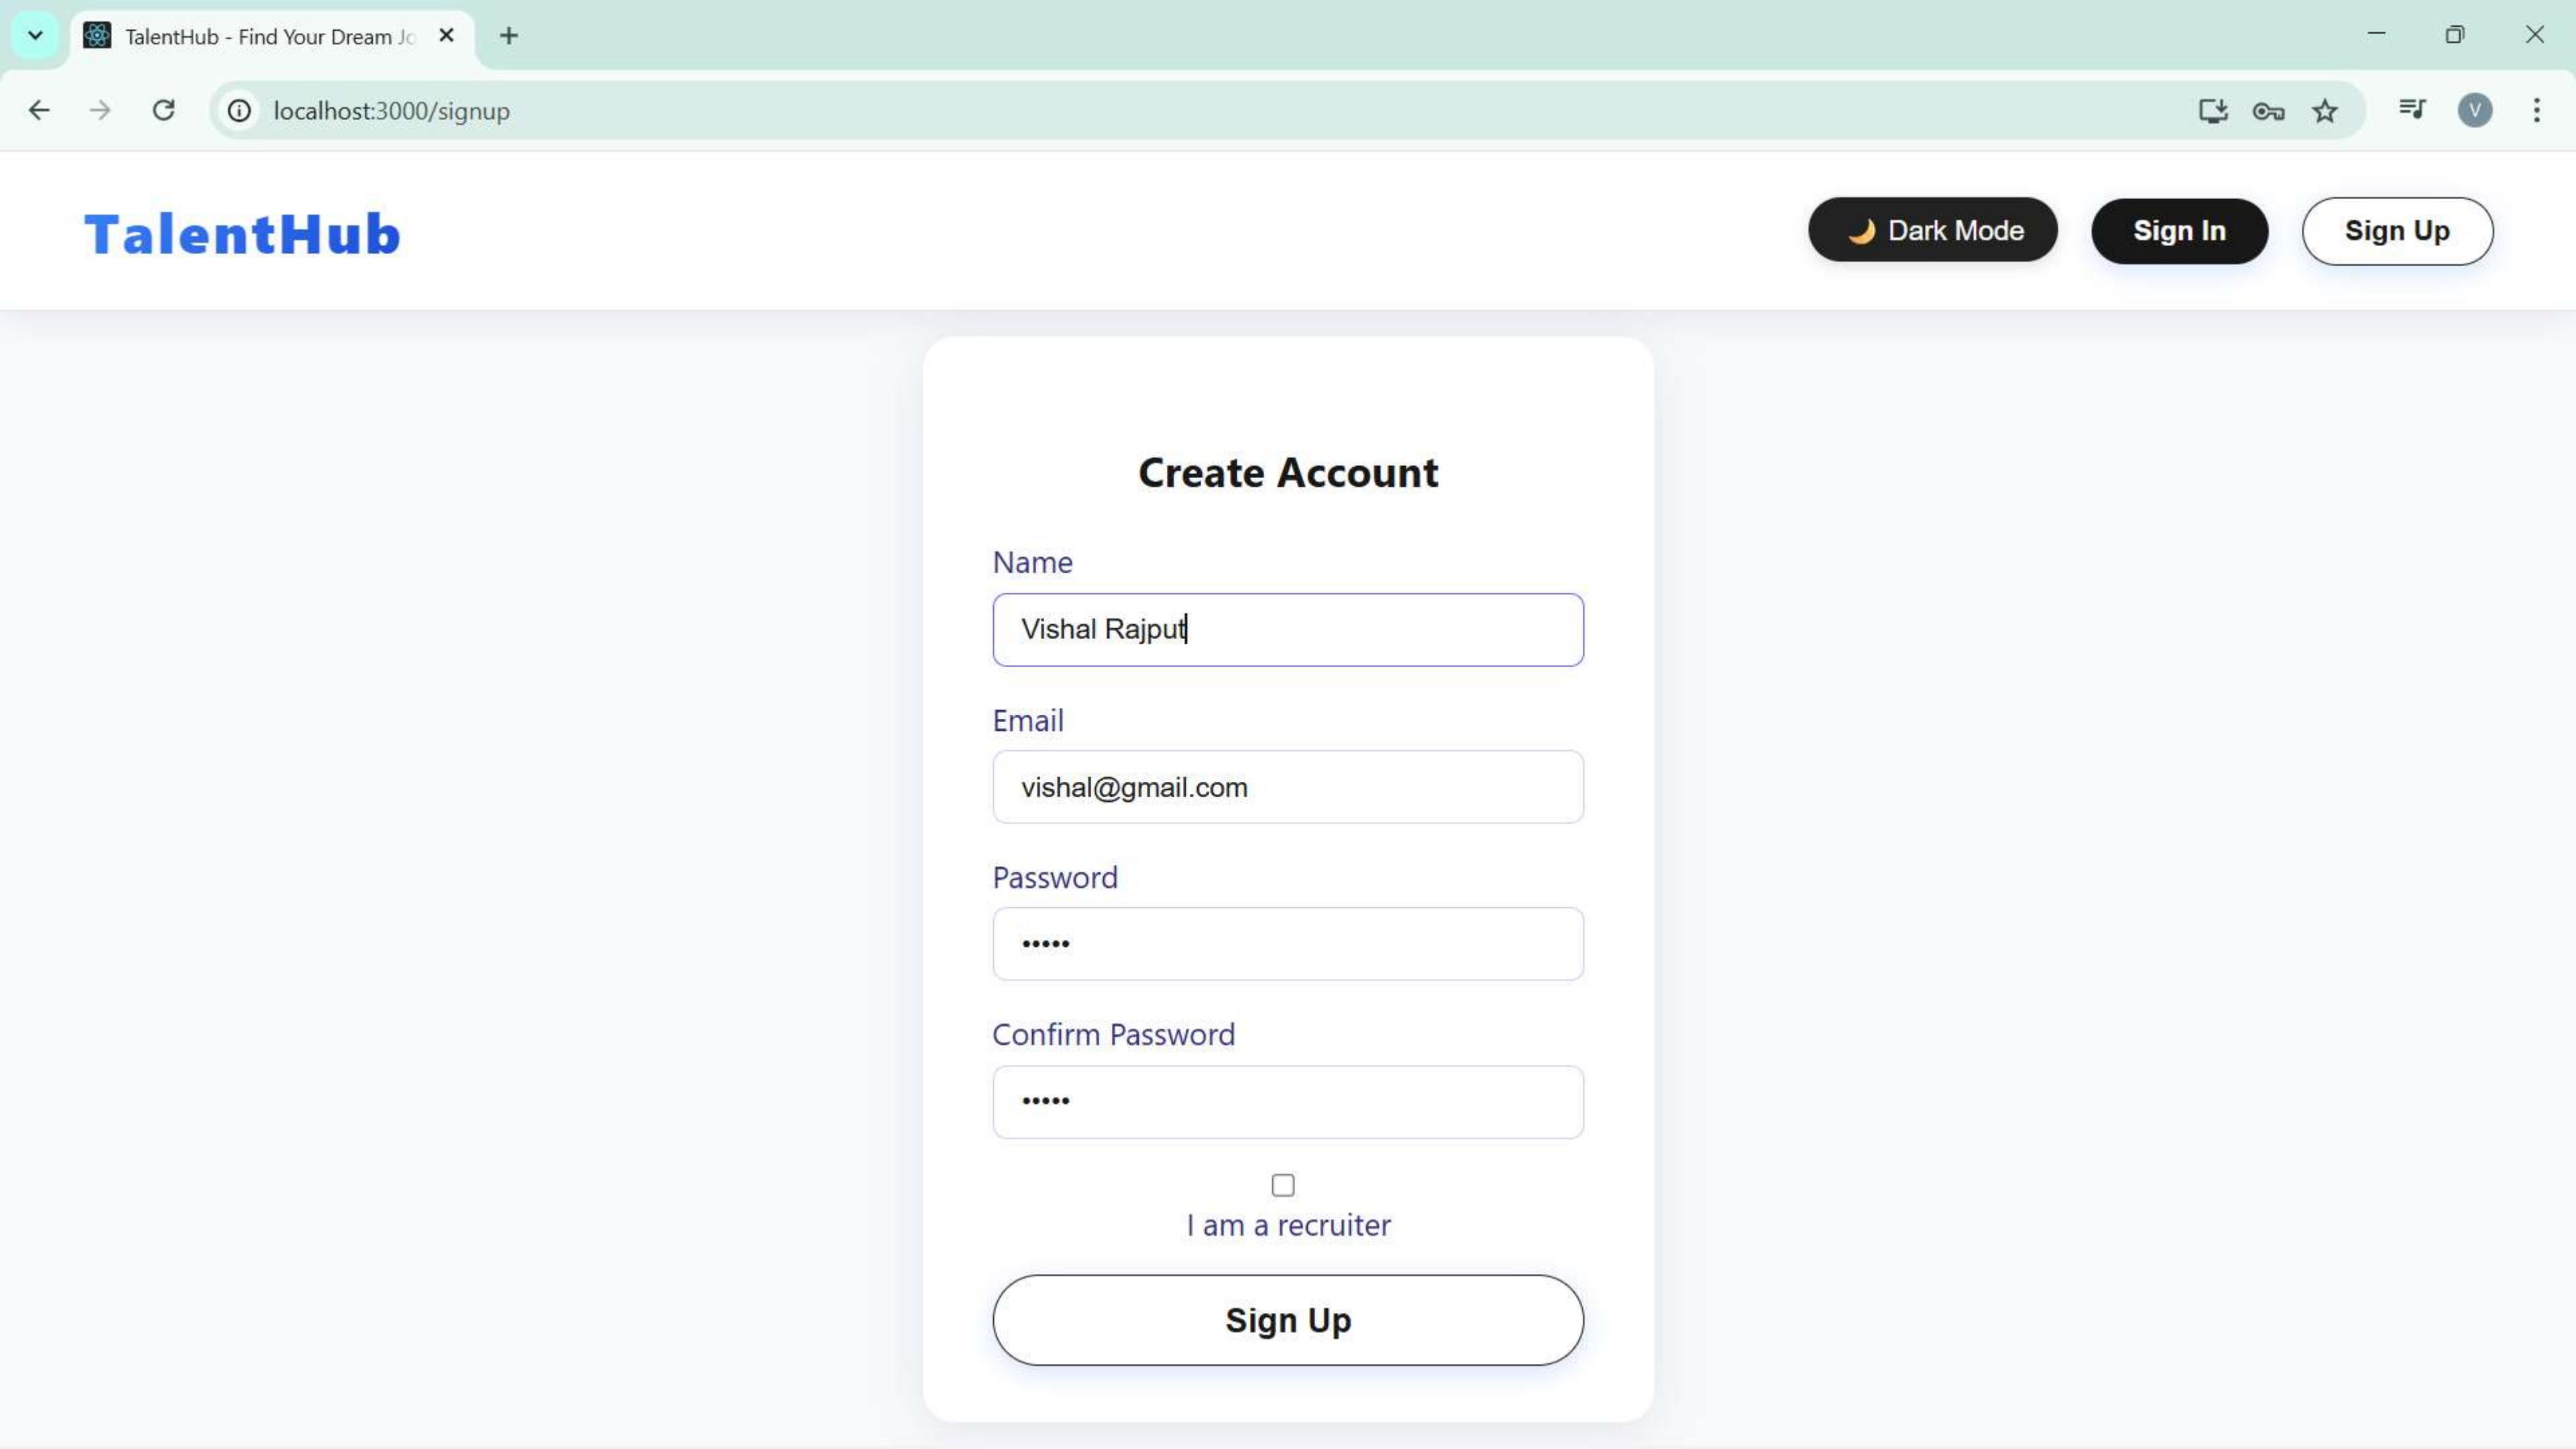 TalentHub - Find Your Dream Jo
localhost:3000/signup
V
TalentHub
🌙 Dark Mode
Sign In
Sign Up
Create Account
Name
Vishal Rajput
Email
vishal@gmail.com
Password
•••••
Confirm Password
•••••
I am a recruiter
Sign Up